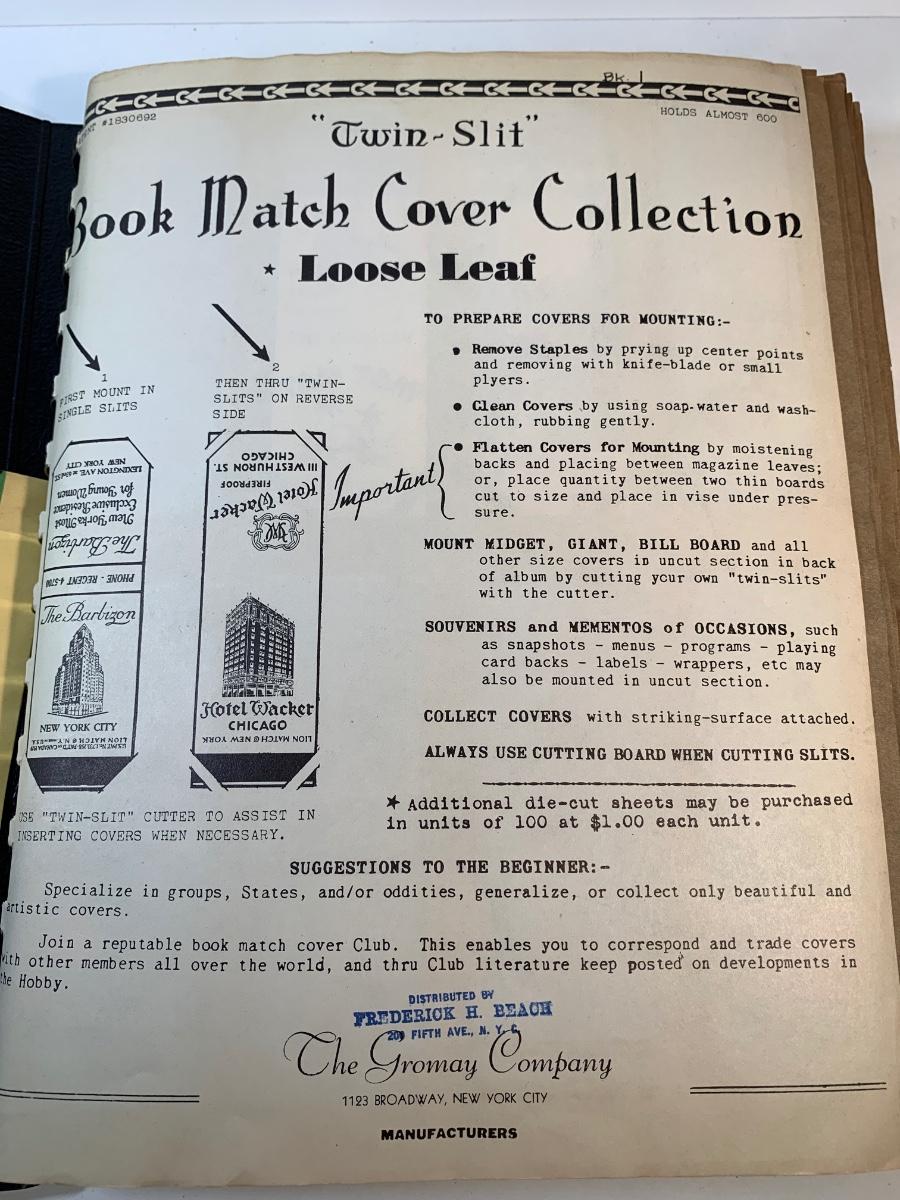 Bk. 1
#1830692
HOLDS ALMOST 600
"Twin-Slit"
Book Match Cover Collection
★ Loose Leaf
1
FIRST MOUNT IN
SINGLE SLITS
2
THEN THRU "TWIN-
SLITS" ON REVERSE
SIDE
LEXINGTON AVE. at 63rd ST.
NEW YORK CITY
The Barbizon
New York's Most
Exclusive Residence
for Young Women
PHONE - REGENT 4-5700
The Barbizon
NEW YORK CITY
LION MATCH
111 WEST HURON ST.
CHICAGO
Hotel Wacker
FIREPROOF
Hotel Wacker
CHICAGO
LION MATCH © NEW YORK
USE "TWIN-SLIT" CUTTER TO ASSIST IN
INSERTING COVERS WHEN NECESSARY.
TO PREPARE COVERS FOR MOUNTING:-
• Remove Staples by prying up center points
and removing with knife-blade or small
plyers.
• Clean Covers by using soap-water and wash-
cloth, rubbing gently.
Important
• Flatten Covers for Mounting by moistening
backs and placing between magazine leaves;
or, place quantity between two thin boards
cut to size and place in vise under pres-
sure.
MOUNT MIDGET, GIANT, BILL BOARD and all
other size covers in uncut section in back
of album by cutting your own "twin-slits"
with the cutter.
SOUVENIRS and MEMENTOS of OCCASIONS, such
as snapshots - menus - programs - playing
card backs - labels - wrappers, etc may
also be mounted in uncut section.
COLLECT COVERS with striking-surface attached.
ALWAYS USE CUTTING BOARD WHEN CUTTING SLITS.
★ Additional die-cut sheets may be purchased
in units of 100 at $1.00 each unit.
SUGGESTIONS TO THE BEGINNER:-
Specialize in groups, States, and/or oddities, generalize, or collect only beautiful and
artistic covers.
Join a reputable book match cover Club. This enables you to correspond and trade covers
with other members all over the world, and thru Club literature keep posted on developments in
the Hobby.
DISTRIBUTED BY
FREDERICK H. BEACH
200 FIFTH AVE., N. Y. C.
The Gromay Company
1123 BROADWAY, NEW YORK CITY
MANUFACTURERS